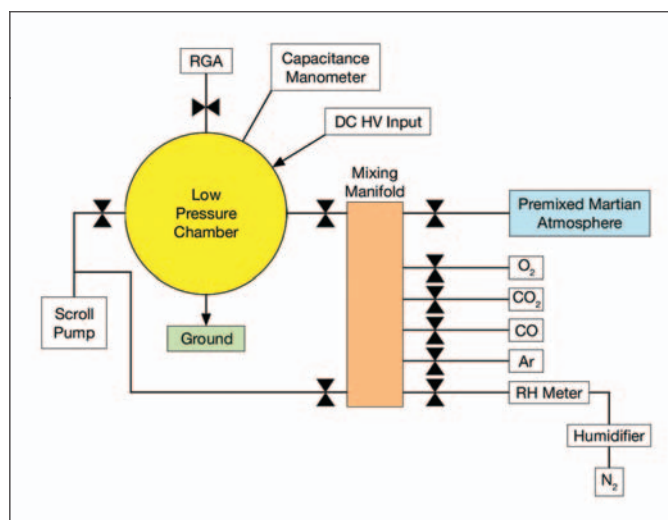 RGA
Capacitance
Manometer
DC HV Input
Mixing
Manifold
Low
Pressure
Chamber
Premixed Martian
Atmosphere
O₂
CO₂
CO
Ar
RH Meter
Scroll
Pump
Ground
Humidifier
N₂